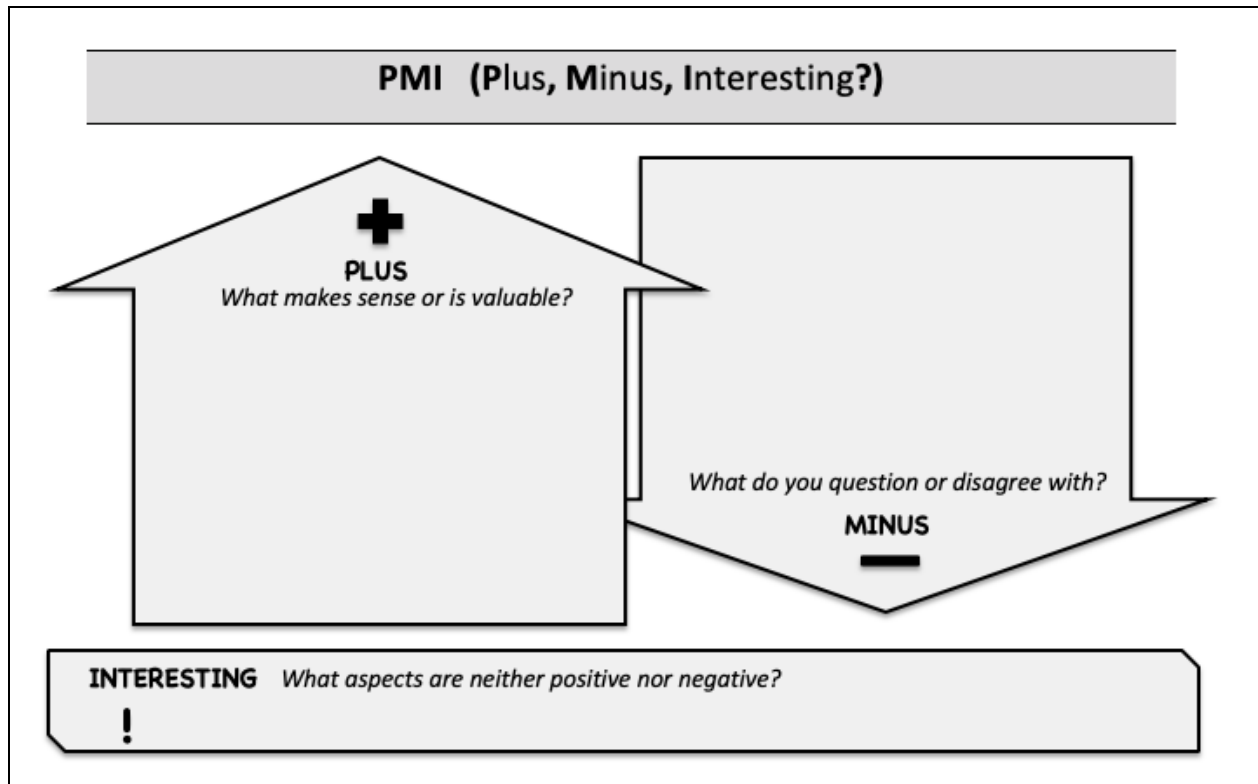 PMI (Plus, Minus, Interesting?)
+
PLUS
What makes sense or is valuable?
What do you question or disagree with?
MINUS
–
INTERESTING What aspects are neither positive nor negative?
!